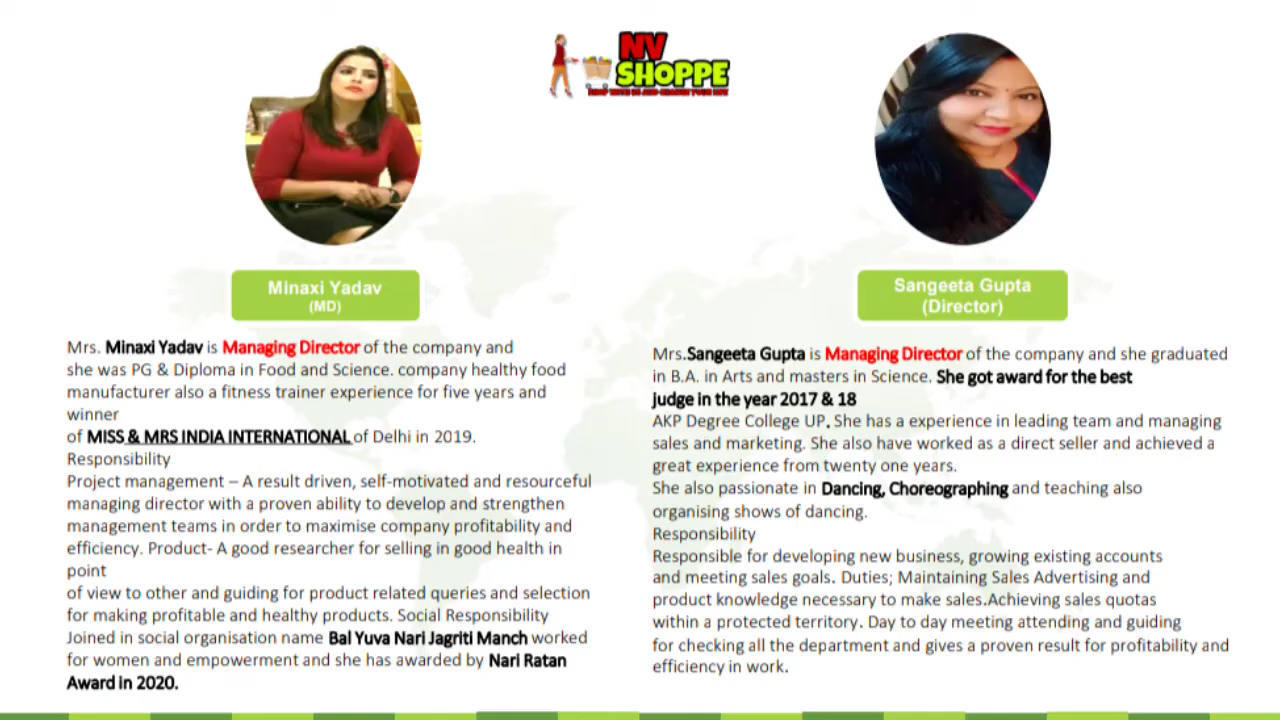 NV
SHOPPE
SHOP WITH US AND CHANGE YOUR LIFE
Minaxi Yadav
(MD)
Mrs. Minaxi Yadav is Managing Director of the company and
she was PG & Diploma in Food and Science. company healthy food
manufacturer also a fitness trainer experience for five years and
winner
of MISS & MRS INDIA INTERNATIONAL of Delhi in 2019.
Responsibility
Project management – A result driven, self-motivated and resourceful
managing director with a proven ability to develop and strengthen
management teams in order to maximise company profitability and
efficiency. Product- A good researcher for selling in good health in
point
of view to other and guiding for product related queries and selection
for making profitable and healthy products. Social Responsibility
Joined in social organisation name Bal Yuva Nari Jagriti Manch worked
for women and empowerment and she has awarded by Nari Ratan
Award in 2020.
Sangeeta Gupta
(Director)
Mrs.Sangeeta Gupta is Managing Director of the company and she graduated
in B.A. in Arts and masters in Science. She got award for the best
judge in the year 2017 & 18
AKP Degree College UP. She has a experience in leading team and managing
sales and marketing. She also have worked as a direct seller and achieved a
great experience from twenty one years.
She also passionate in Dancing, Choreographing and teaching also
organising shows of dancing.
Responsibility
Responsible for developing new business, growing existing accounts
and meeting sales goals. Duties; Maintaining Sales Advertising and
product knowledge necessary to make sales.Achieving sales quotas
within a protected territory. Day to day meeting attending and guiding
for checking all the department and gives a proven result for profitability and
efficiency in work.